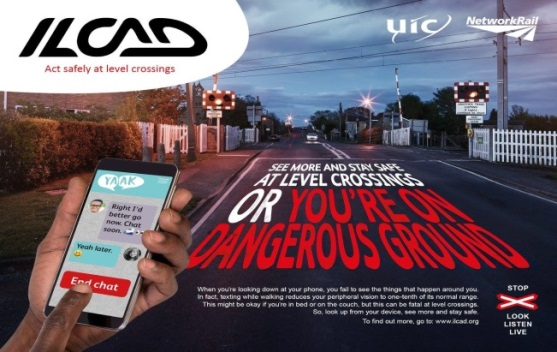 ILCAD
Act safely at level crossings
uic
NetworkRail
SEE MORE AND STAY SAFE
AT LEVEL CROSSINGS
OR YOU'RE ON
DANGEROUS GROUND
YAAK
Right I'd
better go
now. Chat
soon.
Yeah later.
End chat
When you're looking down at your phone, you fail to see the things that happen around you.
In fact, texting while walking reduces your peripheral vision to one-tenth of its normal range.
This might be okay if you're in bed or on the couch, but this can be fatal at level crossings.
So, look up from your device, see more and stay safe.
To find out more, go to: www.ilcad.org
STOP
LOOK
LISTEN
LIVE